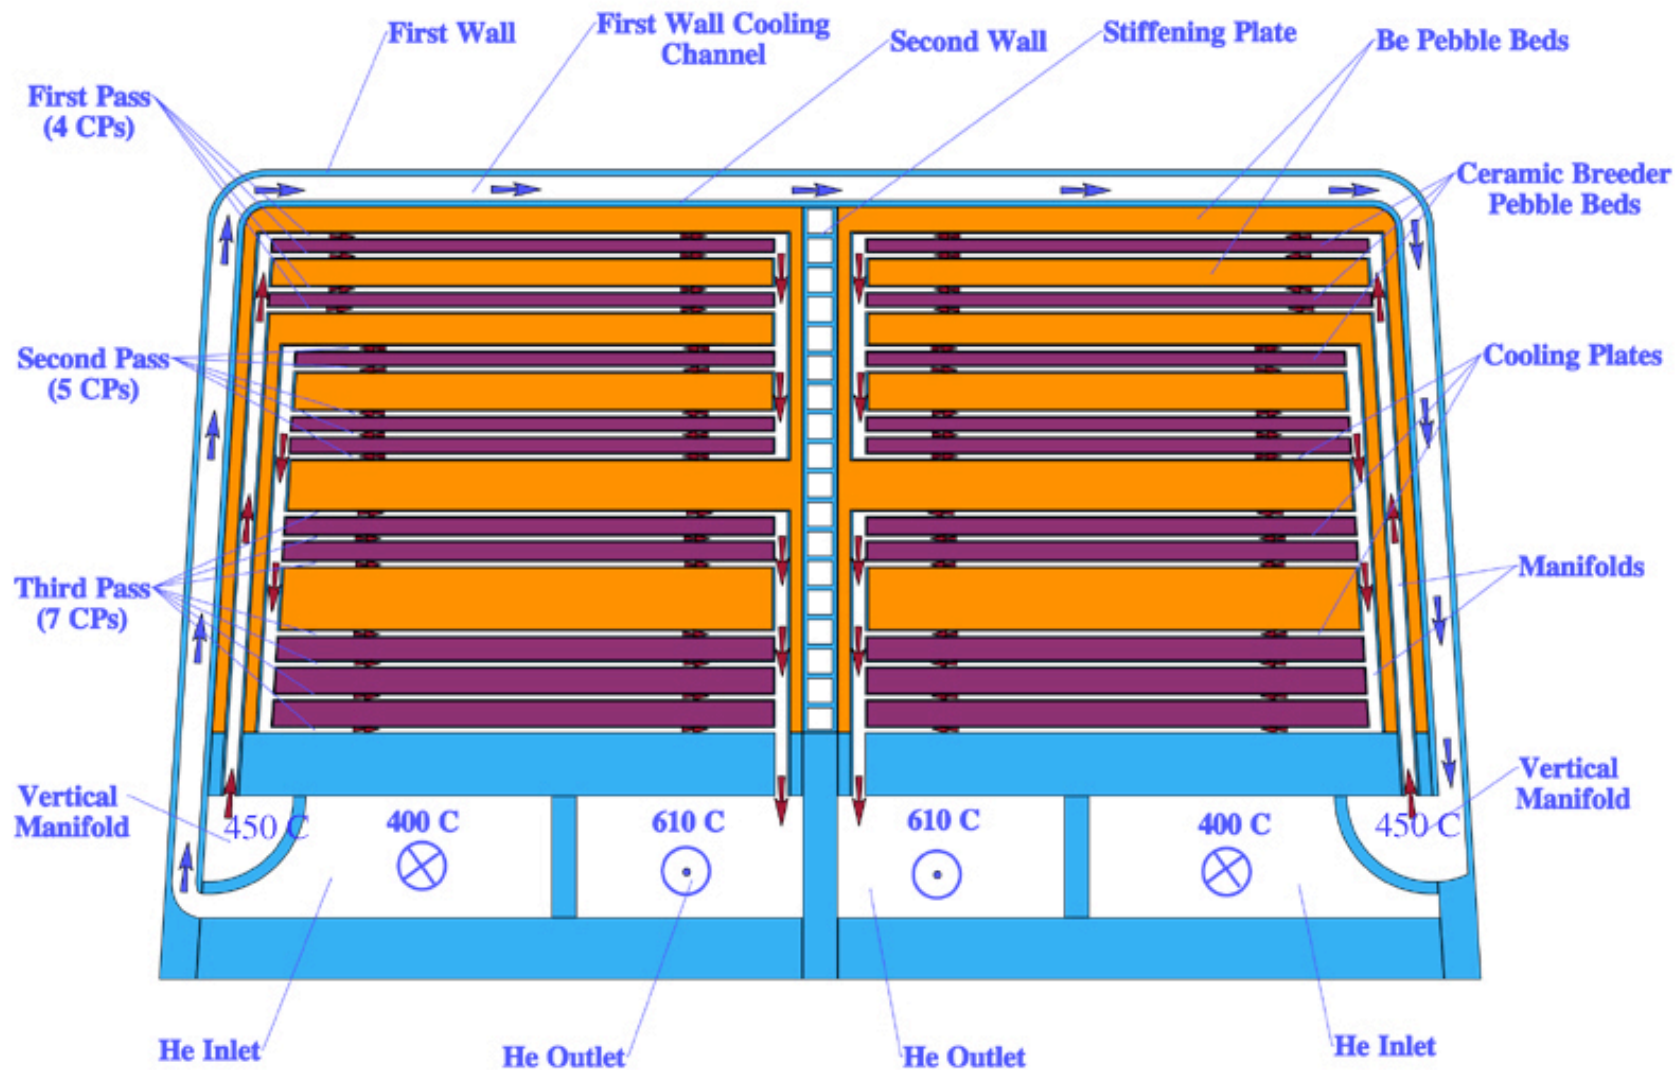 First Wall
First Wall Cooling
Channel
Second Wall
Stiffening Plate
Be Pebble Beds
First Pass
(4 CPs)
Ceramic Breeder
Pebble Beds
Second Pass
(5 CPs)
Cooling Plates
Third Pass
(7 CPs)
Manifolds
Vertical
Manifold
450 C
400 C
610 C
610 C
400 C
450 C
Vertical
Manifold
He Inlet
He Outlet
He Outlet
He Inlet